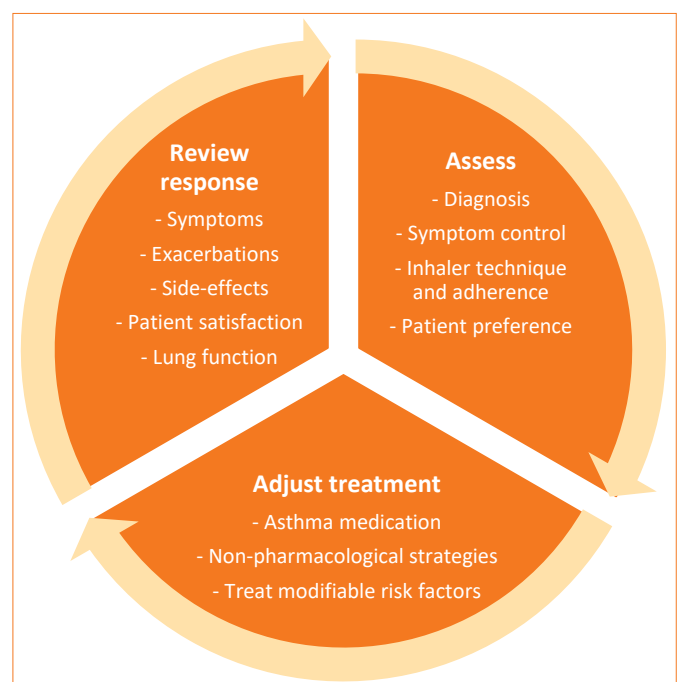 Review
response
- Symptoms
- Exacerbations
- Side-effects
- Patient satisfaction
- Lung function
Assess
- Diagnosis
- Symptom control
- Inhaler technique
and adherence
- Patient preference
Adjust treatment
- Asthma medication
- Non-pharmacological strategies
- Treat modifiable risk factors